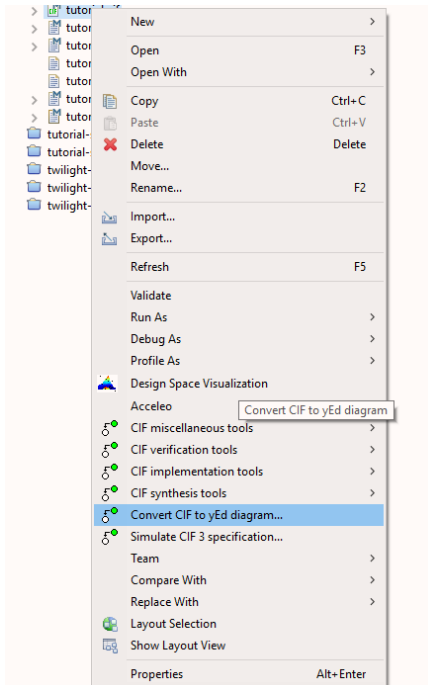 New
Open F3
Open With
Copy Ctrl+C
Paste Ctrl+V
Delete Delete
Move...
Rename... F2
Import...
Export...
Refresh F5
Validate
Run As
Debug As
Profile As
Design Space Visualization
Acceleo
Convert CIF to yEd diagram
CIF miscellaneous tools
CIF verification tools
CIF implementation tools
CIF synthesis tools
Convert CIF to yEd diagram...
Simulate CIF 3 specification...
Team
Compare With
Replace With
Layout Selection
Show Layout View
Properties Alt+Enter
tutor
tutor
tutor
tutor
tutor
tutor
tutorial-
tutorial-
twilight-
twilight-
twilight-